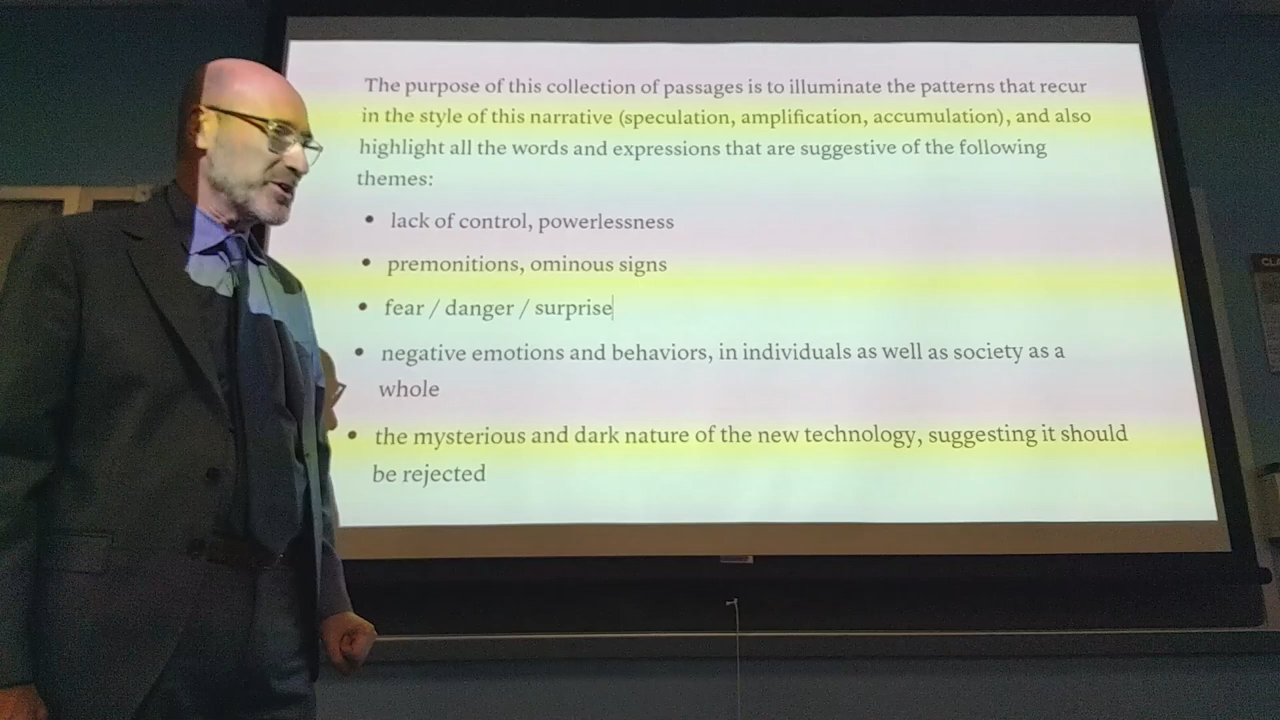 The purpose of this collection of passages is to illuminate the patterns that recur
in the style of this narrative (speculation, amplification, accumulation), and also
highlight all the words and expressions that are suggestive of the following
themes:
• lack of control, powerlessness
• premonitions, ominous signs
• fear / danger / surprise
• negative emotions and behaviors, in individuals as well as society as a
whole
• the mysterious and dark nature of the new technology, suggesting it should
be rejected